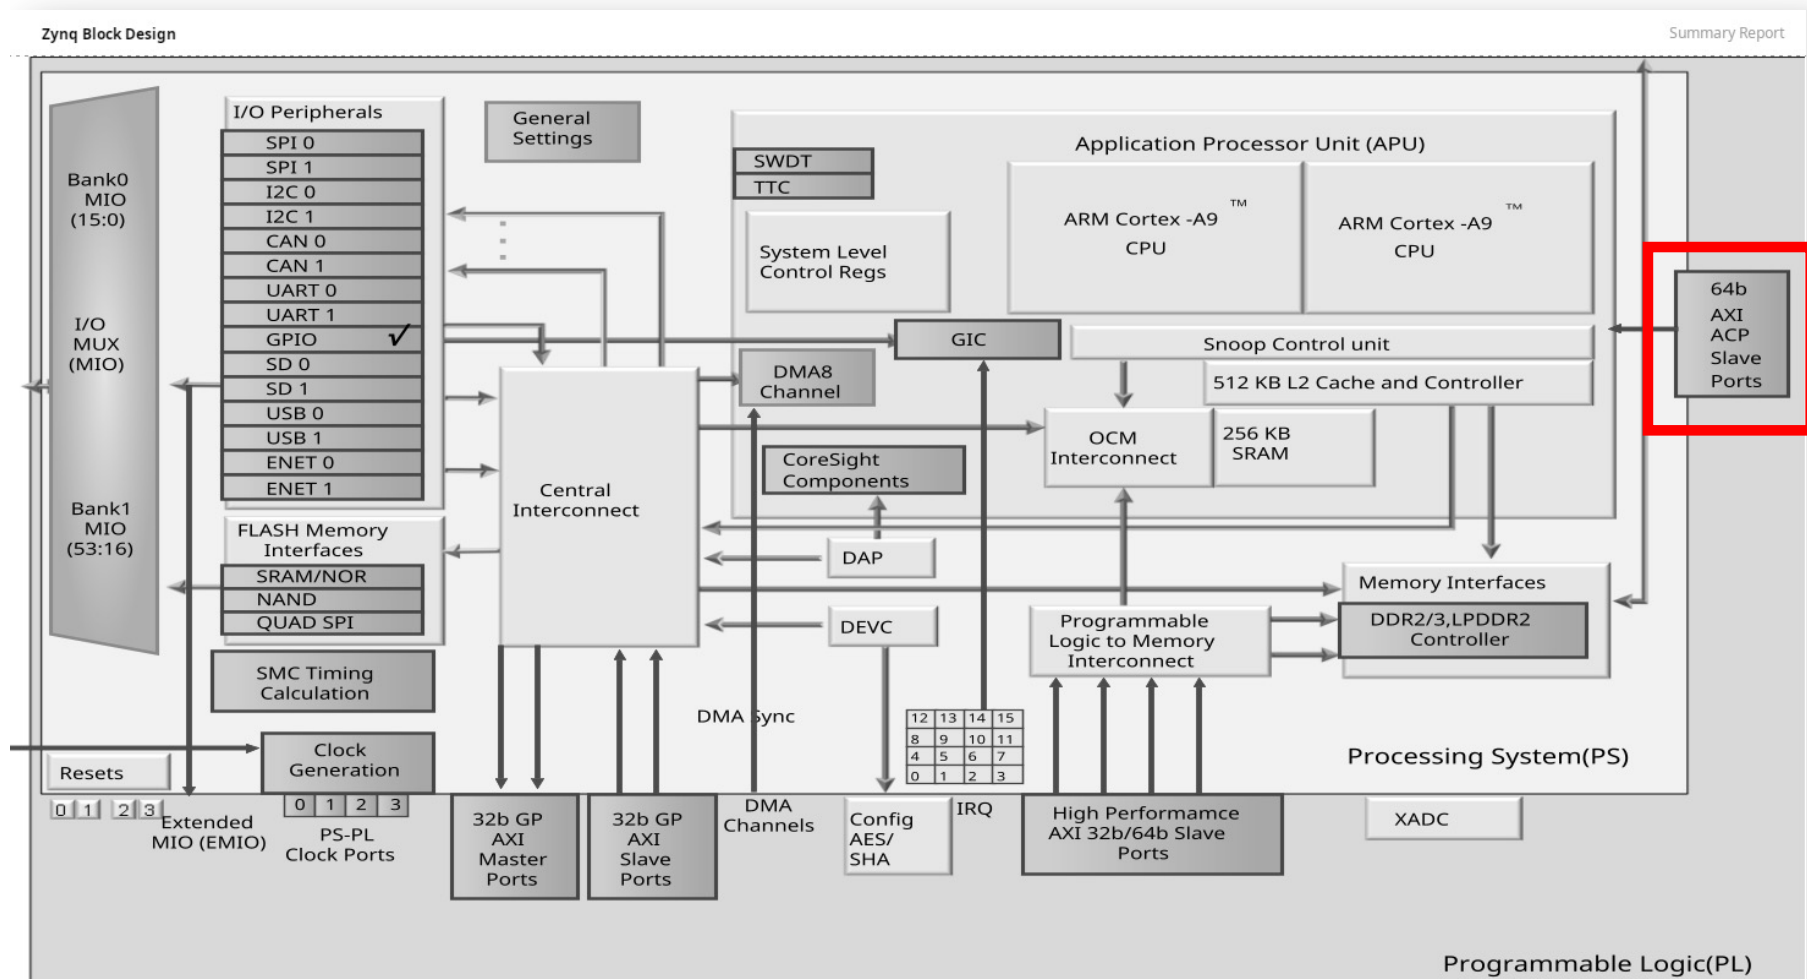 Zynq Block Design
Summary Report
I/O Peripherals
SPI 0
SPI 1
I2C 0
I2C 1
CAN 0
CAN 1
UART 0
UART 1
GPIO ✓
SD 0
SD 1
USB 0
USB 1
ENET 0
ENET 1
Bank0
MIO
(15:0)
I/O
MUX
(MIO)
Bank1
MIO
(53:16)
FLASH Memory
Interfaces
SRAM/NOR
NAND
QUAD SPI
SMC Timing
Calculation
Clock
Generation
0 1 2 3
PS-PL
Clock Ports
Resets
0 1 2 3
Extended
MIO (EMIO)
General
Settings
Central
Interconnect
32b GP
AXI
Master
Ports
32b GP
AXI
Slave
Ports
DMA Sync
DMA
Channels
Application Processor Unit (APU)
SWDT
TTC
System Level
Control Regs
ARM Cortex -A9 ™
CPU
ARM Cortex -A9 ™
CPU
GIC
Snoop Control unit
DMA8
Channel
512 KB L2 Cache and Controller
OCM
Interconnect
256 KB
SRAM
CoreSight
Components
DAP
DEVC
Config
AES/
SHA
12 13 14 15
8 9 10 11
4 5 6 7
0 1 2 3
IRQ
Programmable
Logic to Memory
Interconnect
Memory Interfaces
DDR2/3,LPDDR2
Controller
High Performamce
AXI 32b/64b Slave
Ports
Processing System(PS)
XADC
64b
AXI
ACP
Slave
Ports
Programmable Logic(PL)